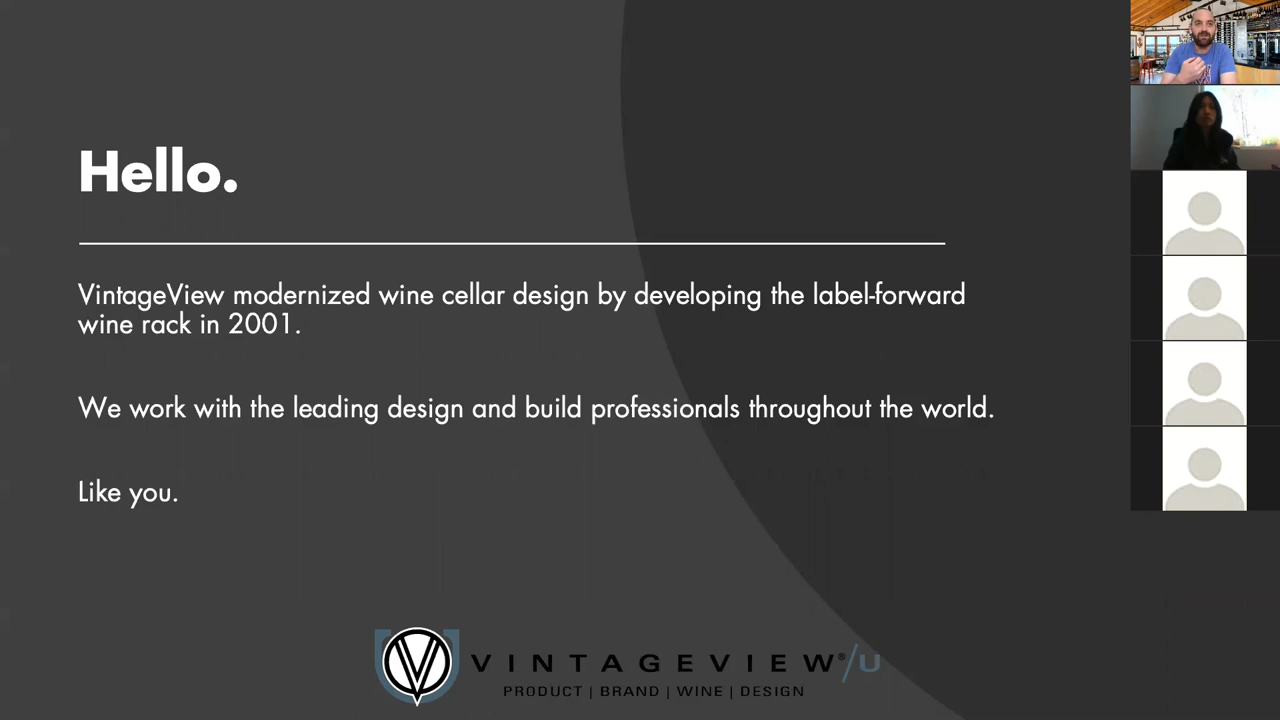 Hello.
VintageView modernized wine cellar design by developing the label-forward
wine rack in 2001.
We work with the leading design and build professionals throughout the world.
Like you.
VINTAGEVIEW®/U
PRODUCT | BRAND | WINE | DESIGN